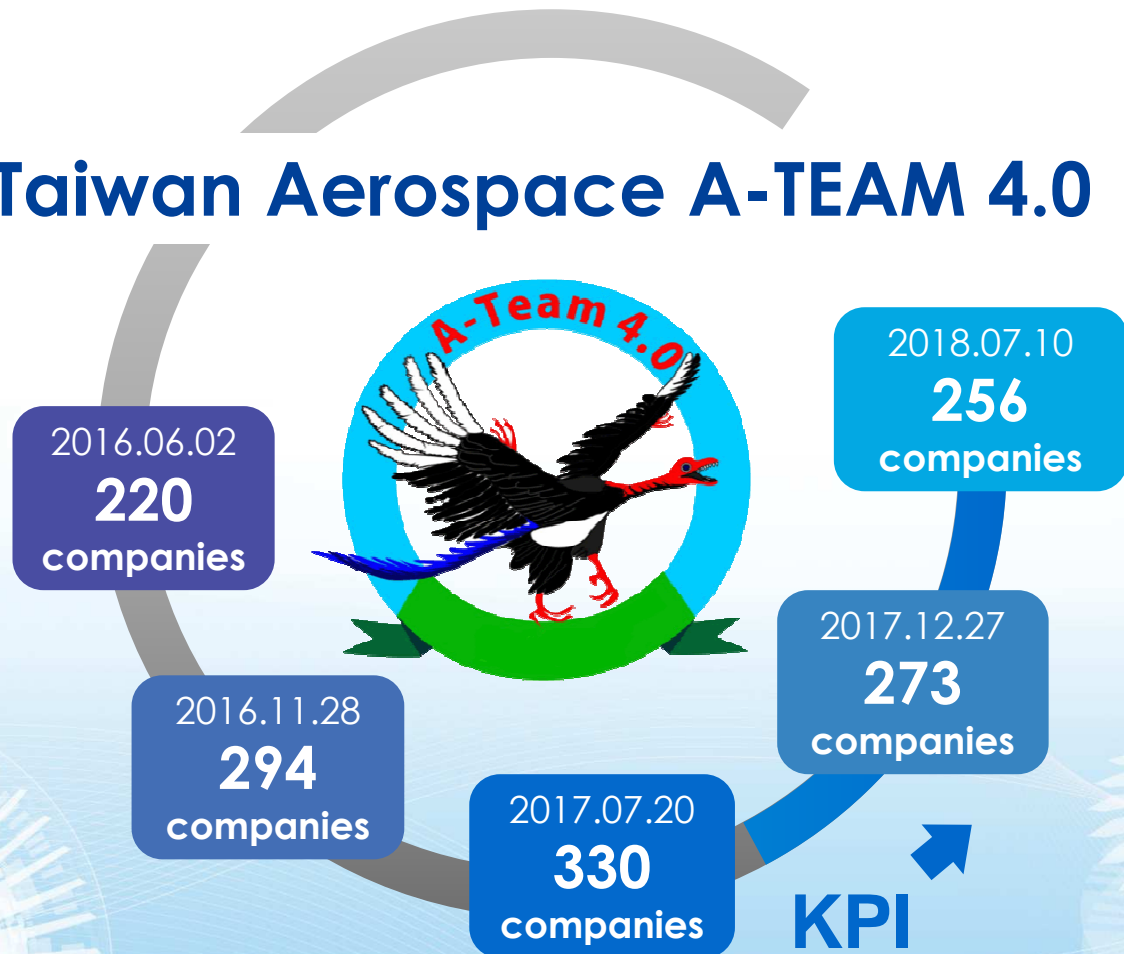 Taiwan Aerospace A-TEAM 4.0
A-Team 4.0
2016.06.02
220
companies
2016.11.28
294
companies
2017.07.20
330
companies
2017.12.27
273
companies
2018.07.10
256
companies
KPI